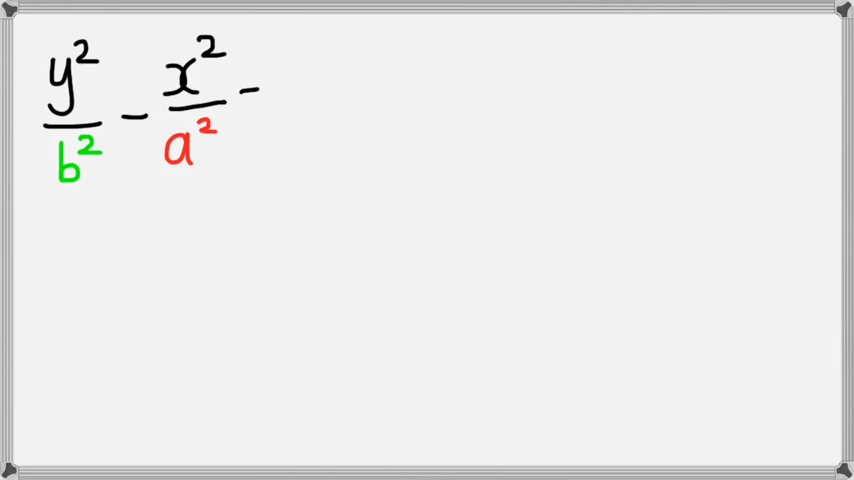 y²/b² - x²/a² -